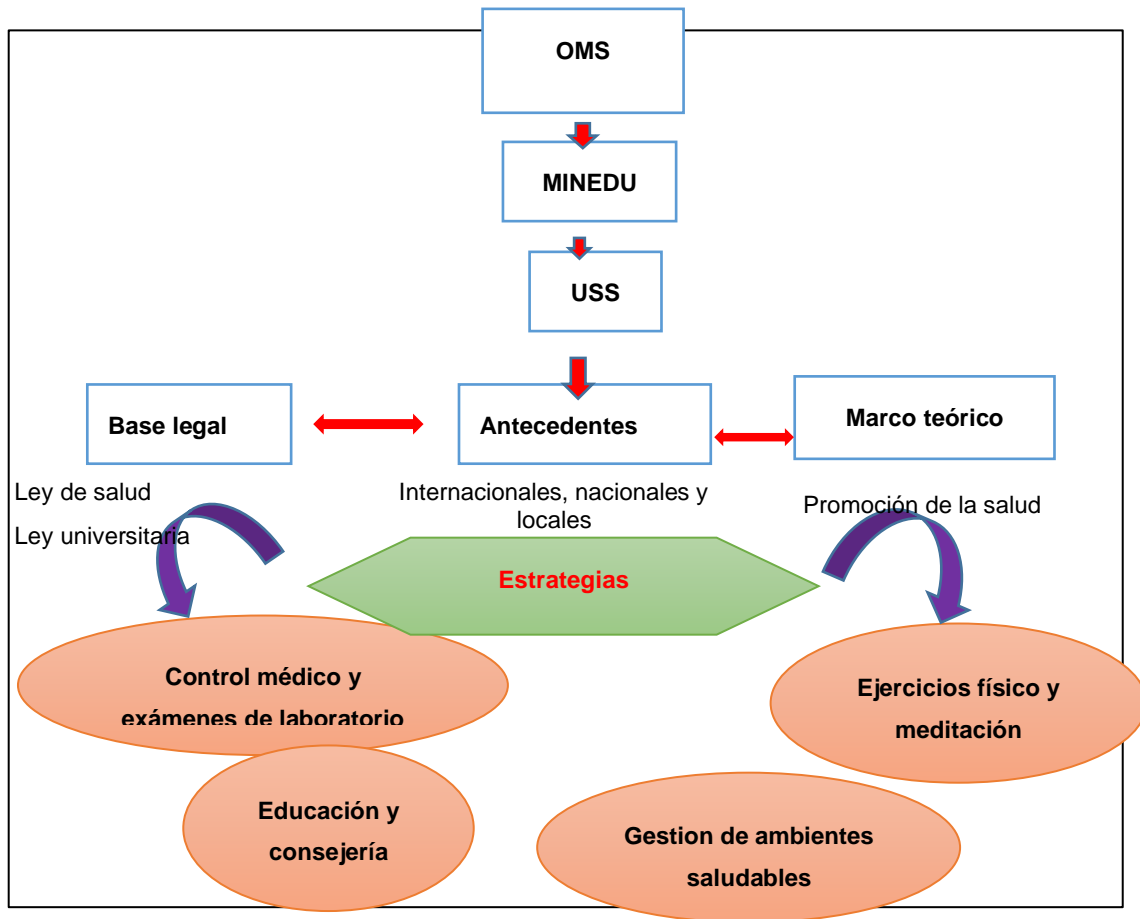 OMS
MINEDU
USS
Base legal
Antecedentes
Marco teórico
Ley de salud
Ley universitaria
Internacionales, nacionales y
locales
Promoción de la salud
Estrategias
Control médico y
exámenes de laboratorio
Ejercicios físico y
meditación
Educación y
consejería
Gestion de ambientes
saludables